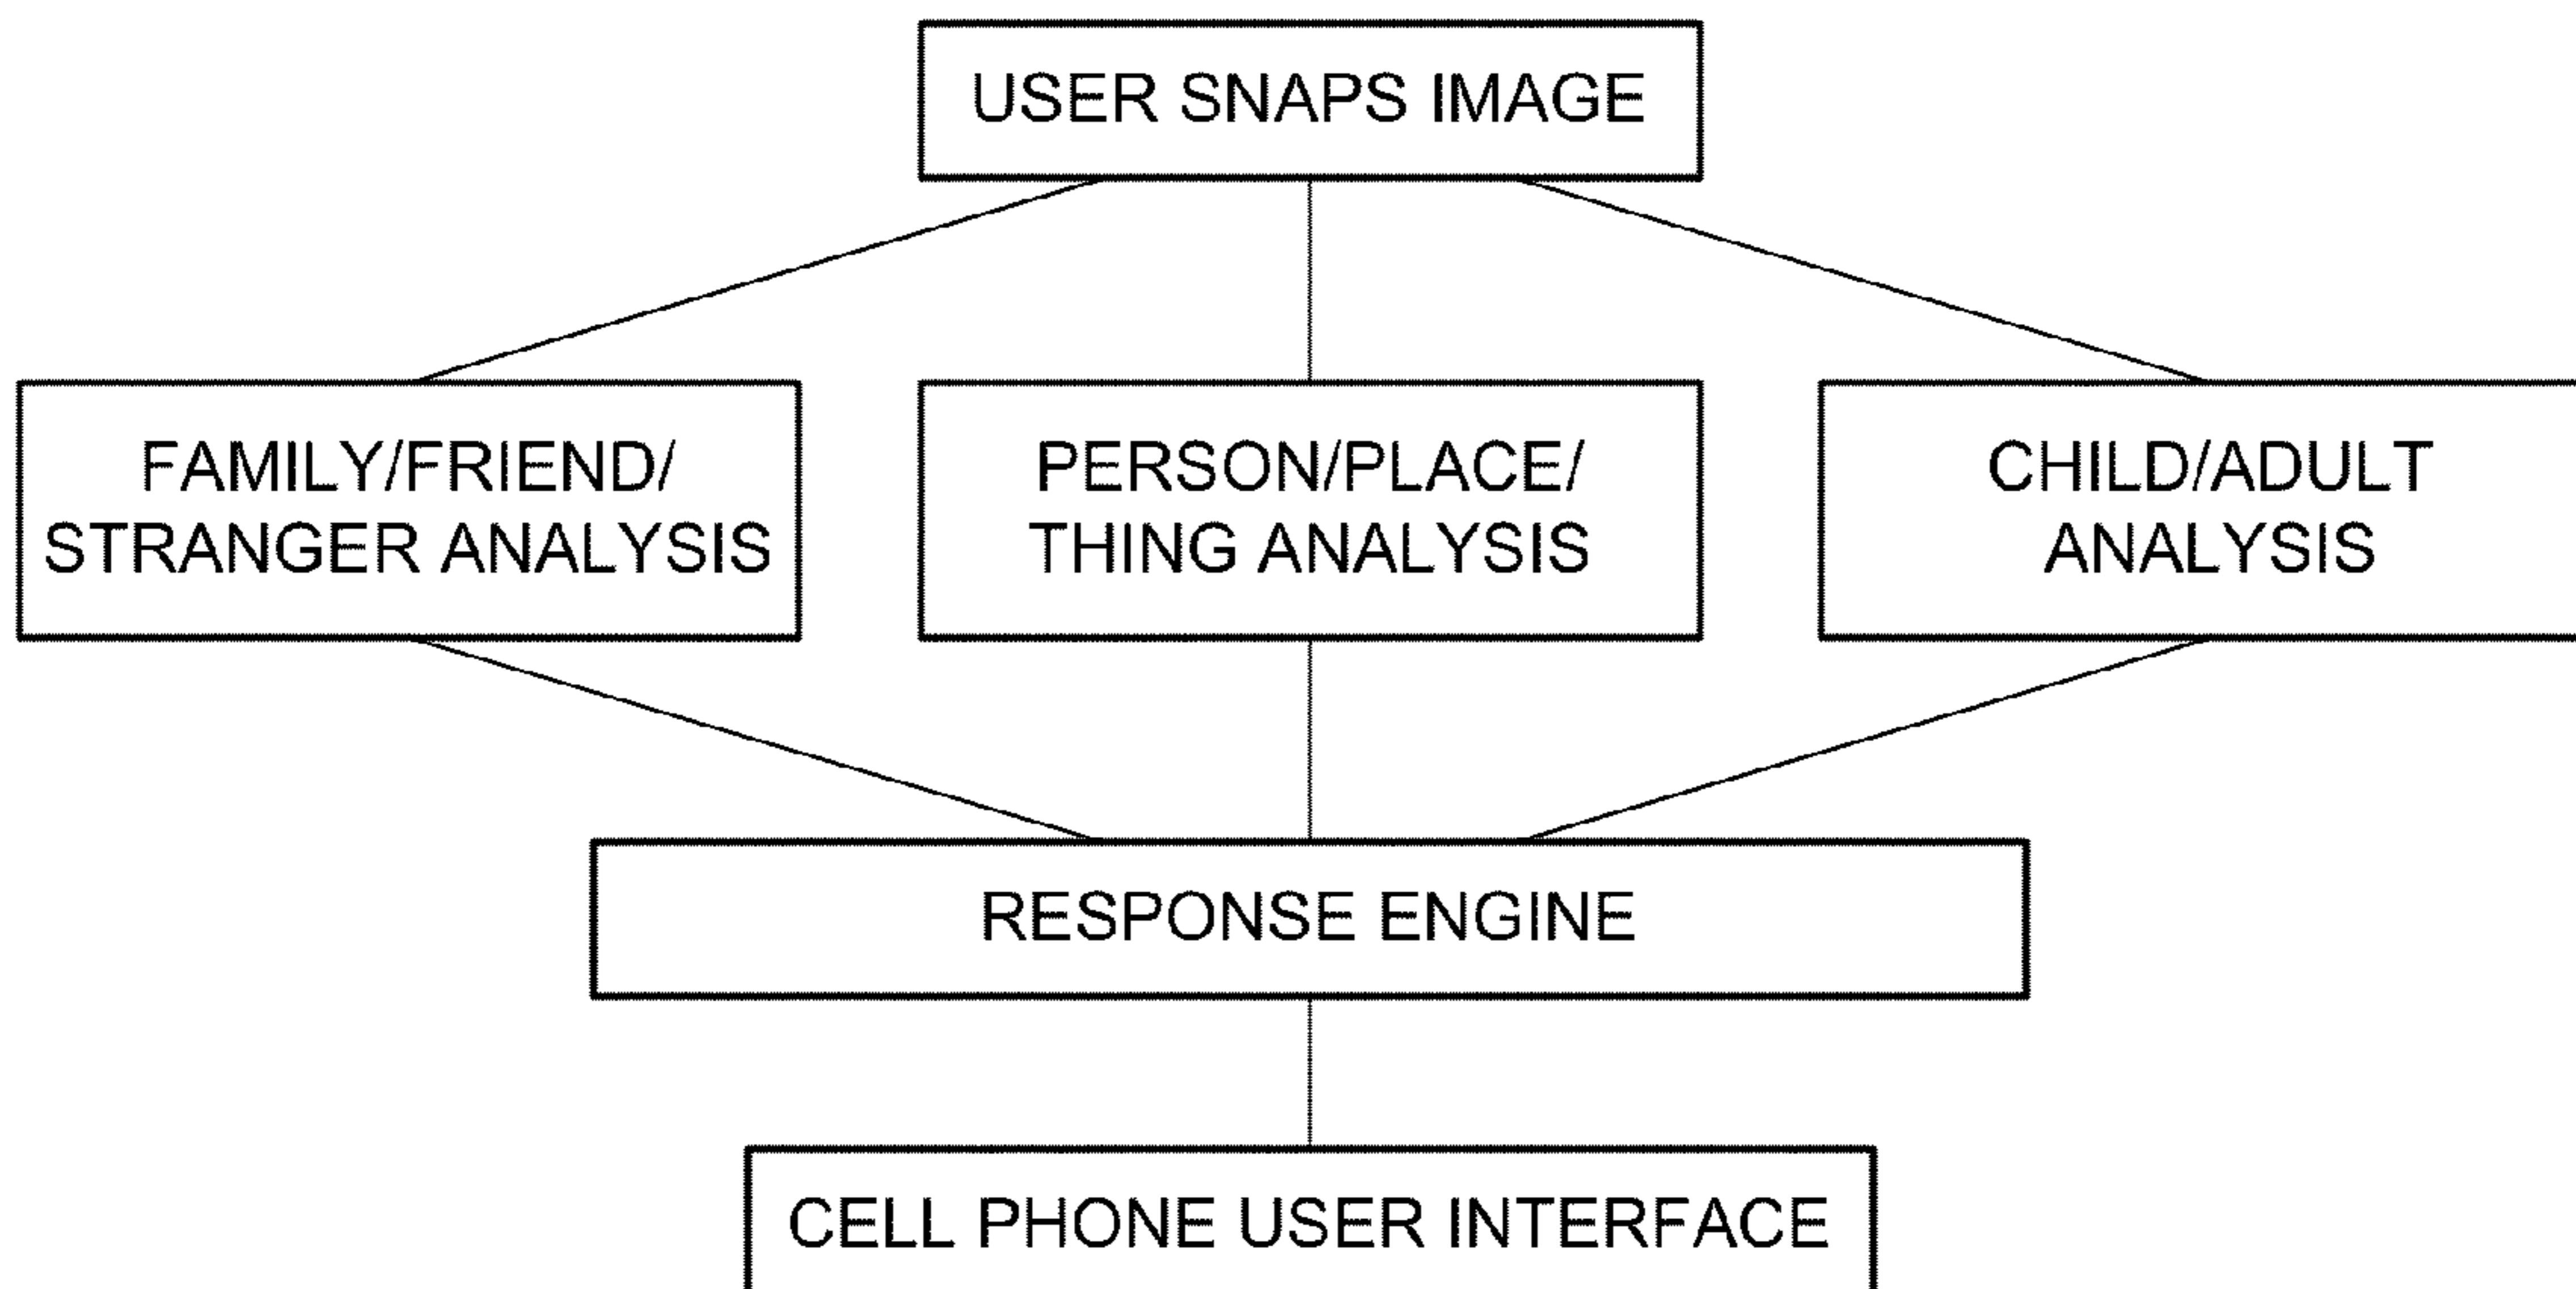 USER SNAPS IMAGE
FAMILY/FRIEND/
STRANGER ANALYSIS
PERSON/PLACE/
THING ANALYSIS
CHILD/ADULT
ANALYSIS
RESPONSE ENGINE
CELL PHONE USER INTERFACE